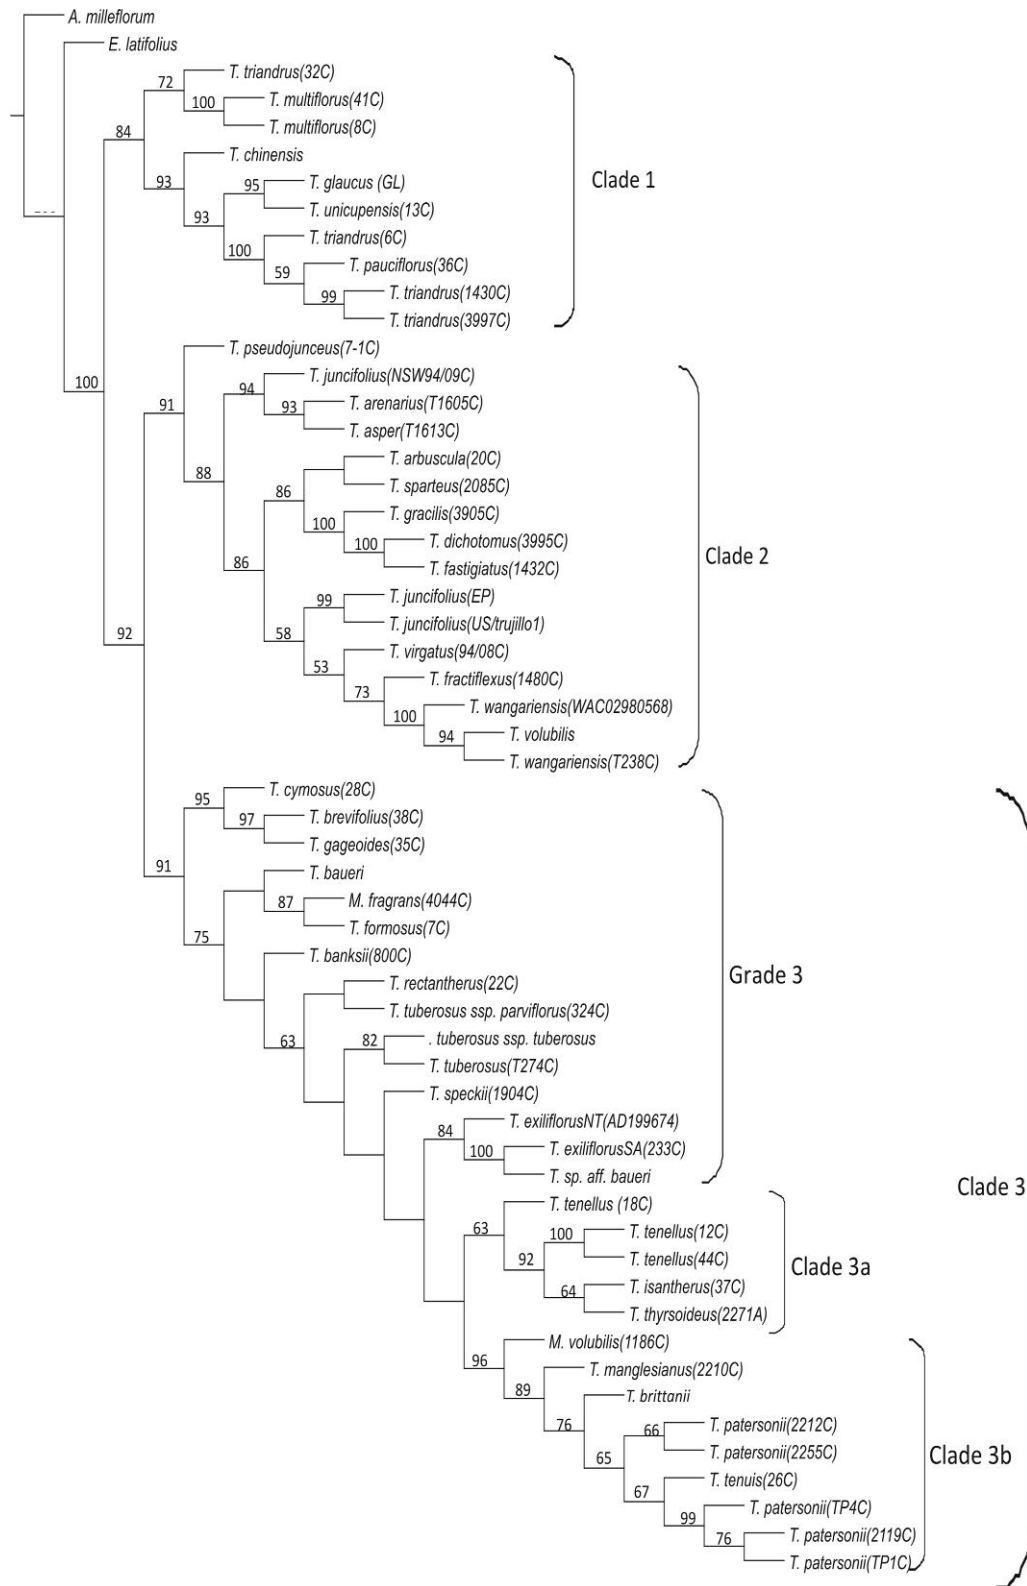 A. milleflorum
E. latifolius
T. triandrus(32C)
72
T. multiflorus(41C)
100
T. multiflorus(8C)
84
T. chinensis
Clade 1
T. glaucus (GL)
95
93
T. unicupensis(13C)
93
T. triandrus(6C)
100
T. pauciflorus(36C)
59
T. triandrus(1430C)
99
T. triandrus(3997C)
T. pseudojunceus(7-1C)
T. juncifolius(NSW94/09C)
100
94
T. arenarius(T1605C)
91
93
T. asper(T1613C)
T. arbuscula(20C)
88
T. sparteus(2085C)
86
T. gracilis(3905C)
100
T. dichotomus(3995C)
100
Clade 2
86
T. fastigiatus(1432C)
T. juncifolius(EP)
99
T. juncifolius(US/trujillo1)
92
58
T. virgatus(94/08C)
53
T. fractiflexus(1480C)
73
T. wangariensis(WAC02980568)
100
T. volubilis
94
T. wangariensis(T238C)
T. cymosus(28C)
95
T. brevifolius(38C)
97
T. gageoides(35C)
91
T. baueri
M. fragrans(4044C)
87
T. formosus(7C)
75
T. banksii(800C)
Grade 3
T. rectantherus(22C)
T. tuberosus ssp. parviflorus(324C)
63
82
. tuberosus ssp. tuberosus
T. tuberosus(T274C)
T. speckii(1904C)
T. exiliflorusNT(AD199674)
84
T. exiliflorusSA(233C)
100
T. sp. aff. baueri
Clade 3
T. tenellus (18C)
63
T. tenellus(12C)
100
T. tenellus(44C)
92
Clade 3a
T. isantherus(37C)
64
T. thyrsoideus(2271A)
M. volubilis(1186C)
96
T. manglesianus(2210C)
89
T. brittanii
76
T. patersonii(2212C)
66
T. patersonii(2255C)
Clade 3b
65
T. tenuis(26C)
67
T. patersonii(TP4C)
99
T. patersonii(2119C)
76
T. patersonii(TP1C)